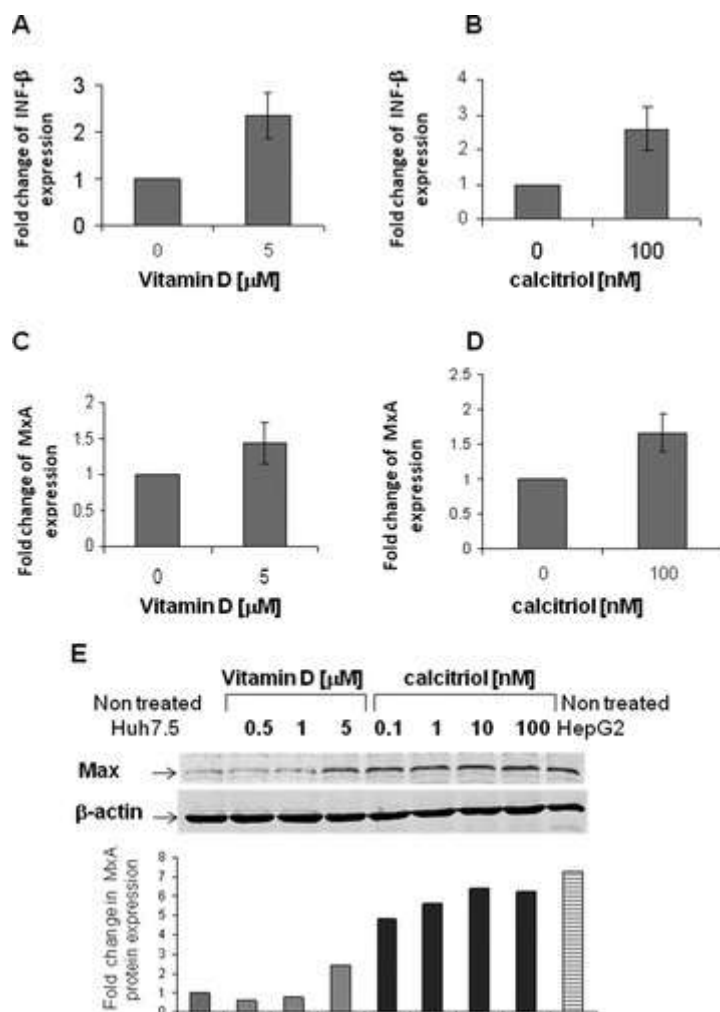 A
Fold change of INF-β
expression
3
2
1
0
0
5
Vitamin D [µM]
B
Fold change of INF-β
expression
4
3
2
1
0
0
100
calcitriol [nM]
C
Fold change of MxA
expression
2
1.5
1
0.5
0
0
5
Vitamin D [µM]
D
Fold change of MxA
expression
2.5
2
1.5
1
0.5
0
0
100
calcitriol [nM]
E
Vitamin D [µM] calcitriol [nM]
Non treated Non treated
Huh7.5 0.5 1 5 0.1 1 10 100 HepG2
Max
β-actin
Fold change in MxA
protein expression
8
7
6
5
4
3
2
1
0